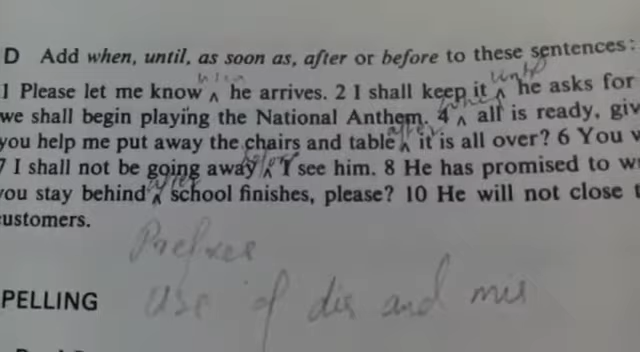 D Add when, until, as soon as, after or before to these sentences:
when until
1 Please let me know ‸ he arrives. 2 I shall keep it ‸ he asks for
when
we shall begin playing the National Anthem. 4 ‸ all is ready, giv
after
you help me put away the chairs and table ‸ it is all over? 6 You w
before
7 I shall not be going away ‸ I see him. 8 He has promised to w
after
ou stay behind ‸ school finishes, please? 10 He will not close t
ustomers.
Prefixes
PELLING
use of dis and mis